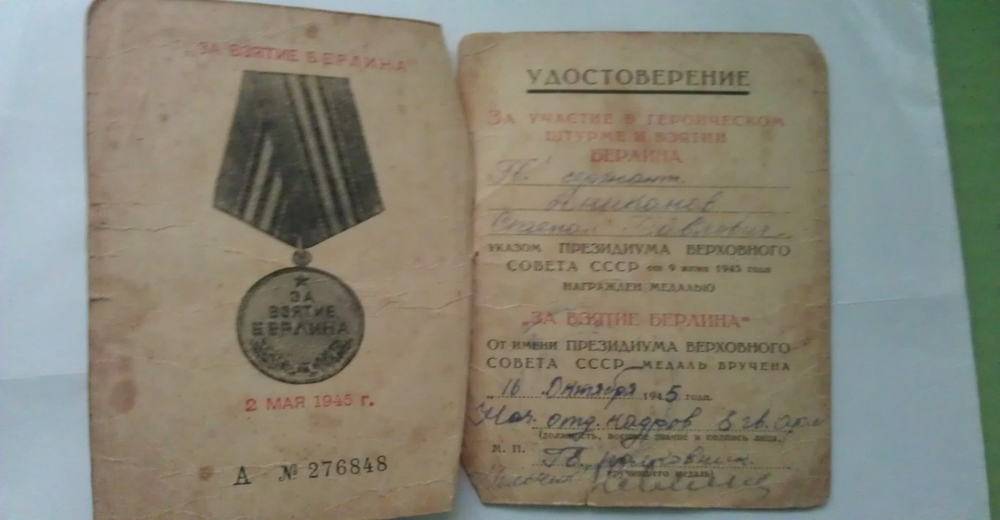 „ЗА ВЗЯТИЕ БЕРЛИНА"
ЗА
ВЗЯТИЕ
БЕРЛИНА
2 МАЯ 1945 г.
А № 276848
УДОСТОВЕРЕНИЕ
ЗА УЧАСТИЕ В ГЕРОИЧЕСКОМ
ШТУРМЕ И ВЗЯТИИ
БЕРЛИНА
Гв. сержант
Степан Павлович
УКАЗОМ ПРЕЗИДИУМА ВЕРХОВНОГО
СОВЕТА СССР от 9 июня 1945 года
НАГРАЖДЕН МЕДАЛЬЮ
„ЗА ВЗЯТИЕ БЕРЛИНА"
ОТ ИМЕНИ ПРЕЗИДИУМА ВЕРХОВНОГО
СОВЕТА СССР МЕДАЛЬ ВРУЧЕНА
„16 Октября 1945 года.
Нач. отд. кадров 8 гв. арм
(должность, воинское звание и подпись лица,
М. П. Гв. полковник
вручившего медаль)